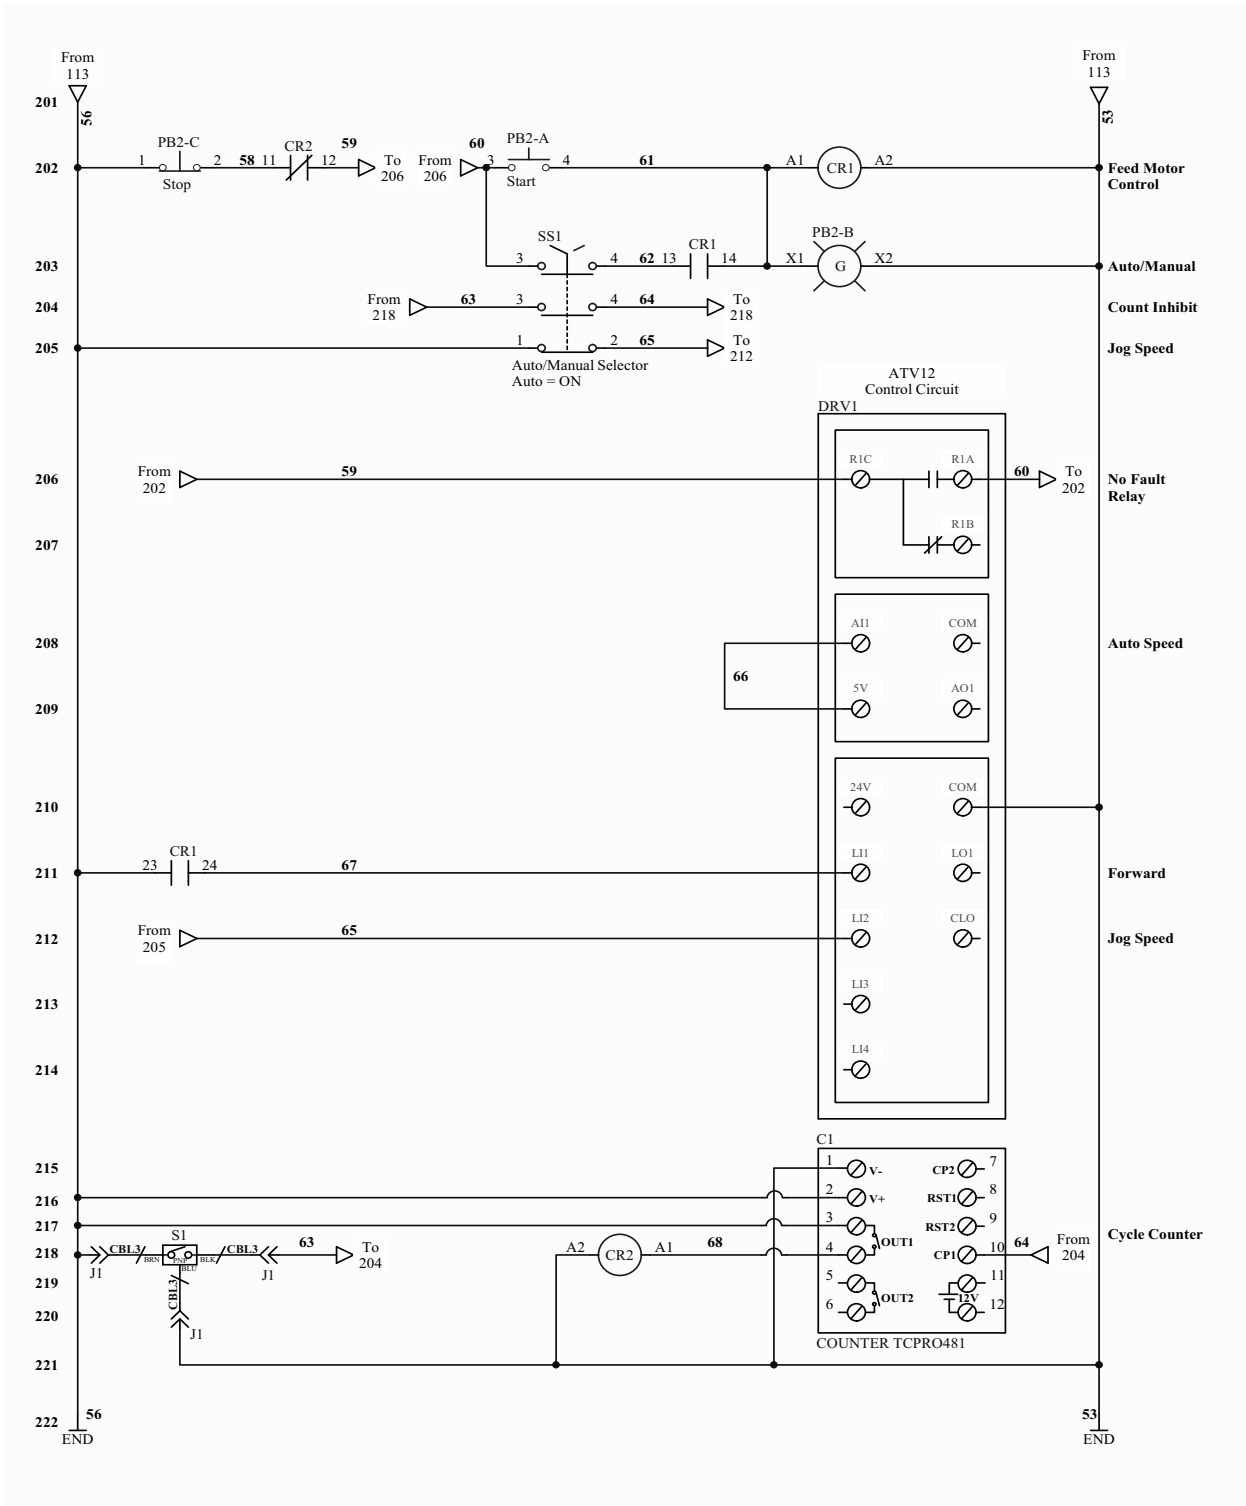 From
113
From
113
201
56
53
PB2-C
CR2
59
60
PB2-A
202
1
2
58
11
12
To
206
From
206
3
4
61
A1
CR1
A2
Feed Motor
Control
Stop
Start
SS1
CR1
PB2-B
203
3
4
62
13
14
X1
G
X2
Auto/Manual
204
From
218
63
3
4
64
To
218
Count Inhibit
205
1
2
65
To
212
Jog Speed
Auto/Manual Selector
Auto = ON
ATV12
Control Circuit
DRV1
R1C
R1A
206
From
202
59
60
To
202
No Fault
Relay
R1B
207
AI1
COM
208
Auto Speed
66
5V
AO1
209
24V
COM
210
CR1
23
24
67
LI1
LO1
211
Forward
LI2
CLO
212
From
205
65
Jog Speed
LI3
213
LI4
214
C1
215
1
V-
CP2
7
216
2
V+
RST1
8
217
3
RST2
9
S1
OUT1
Cycle Counter
218
CBL3
BRN
PNP
BLK
CBL3
63
To
204
A2
CR2
A1
68
4
CP1
10
64
From
204
J1
BLU
J1
219
CBL3
5
11
OUT2
12V
220
6
12
J1
COUNTER TCPRO481
221
222
56
53
END
END